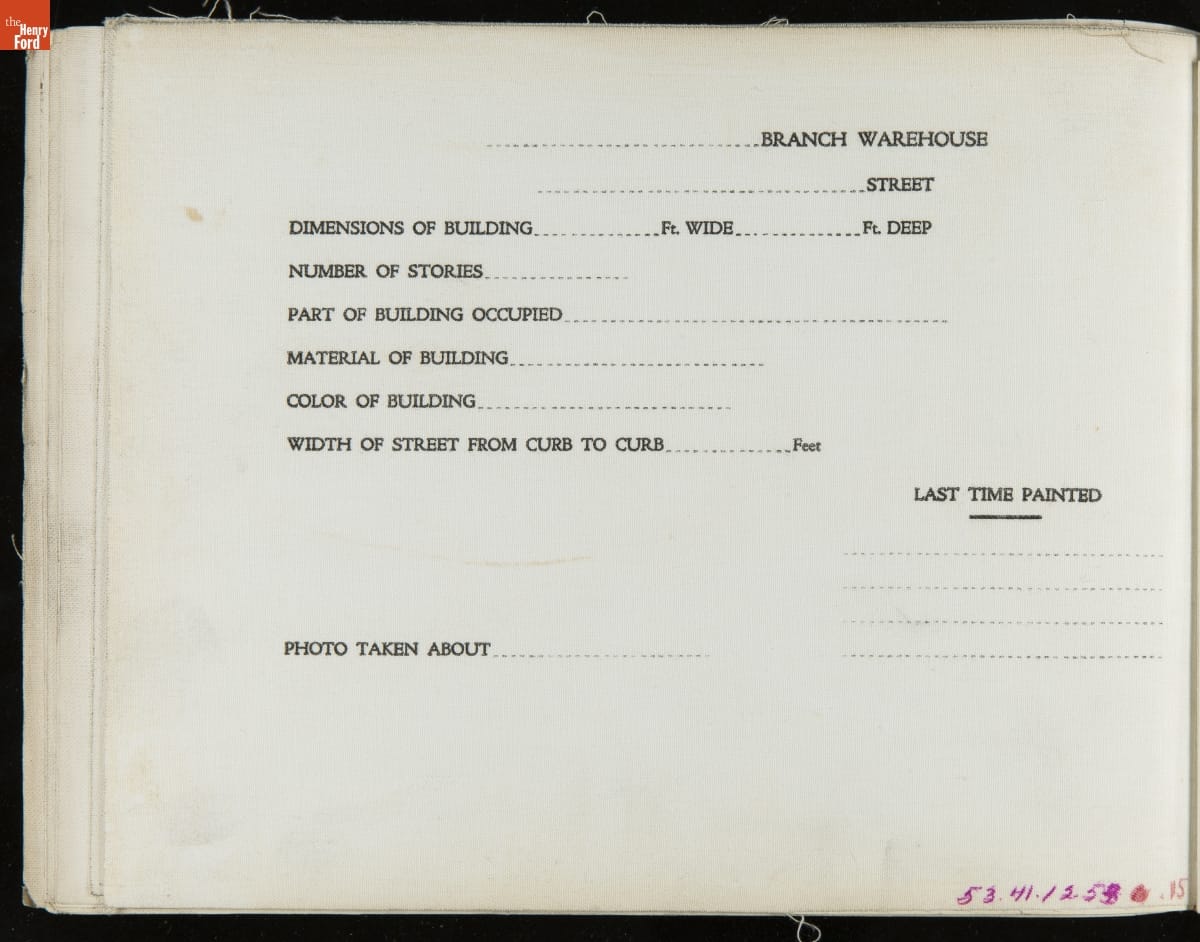 the
Henry
Ford
BRANCH WAREHOUSE
STREET
DIMENSIONS OF BUILDING Ft. WIDE Ft. DEEP
NUMBER OF STORIES
PART OF BUILDING OCCUPIED
MATERIAL OF BUILDING
COLOR OF BUILDING
WIDTH OF STREET FROM CURB TO CURB Feet
LAST TIME PAINTED
PHOTO TAKEN ABOUT
.15